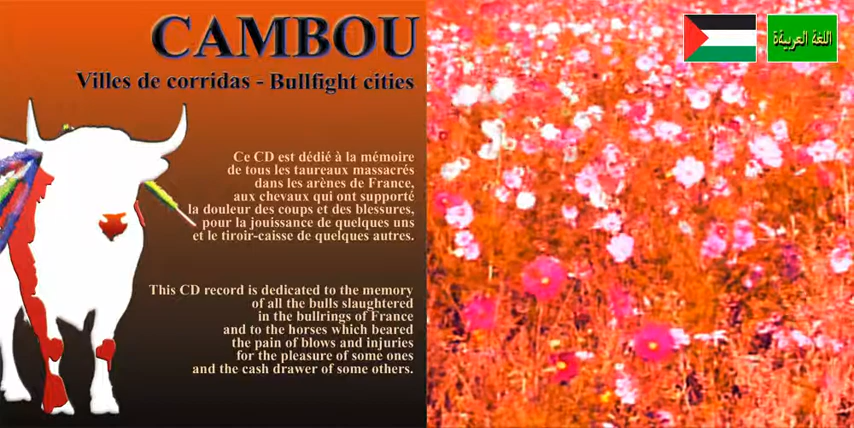 CAMBOU
Villes de corridas - Bullfight cities
Ce CD est dédié à la mémoire
de tous les taureaux massacrés
dans les arènes de France,
aux chevaux qui ont supporté
la douleur des coups et des blessures,
pour la jouissance de quelques uns
et le tiroir-caisse de quelques autres.
This CD record is dedicated to the memory
of all the bulls slaughtered
in the bullrings of France
and to the horses which beared
the pain of blows and injuries
for the pleasure of some ones
and the cash drawer of some others.
اللغة العربيةة